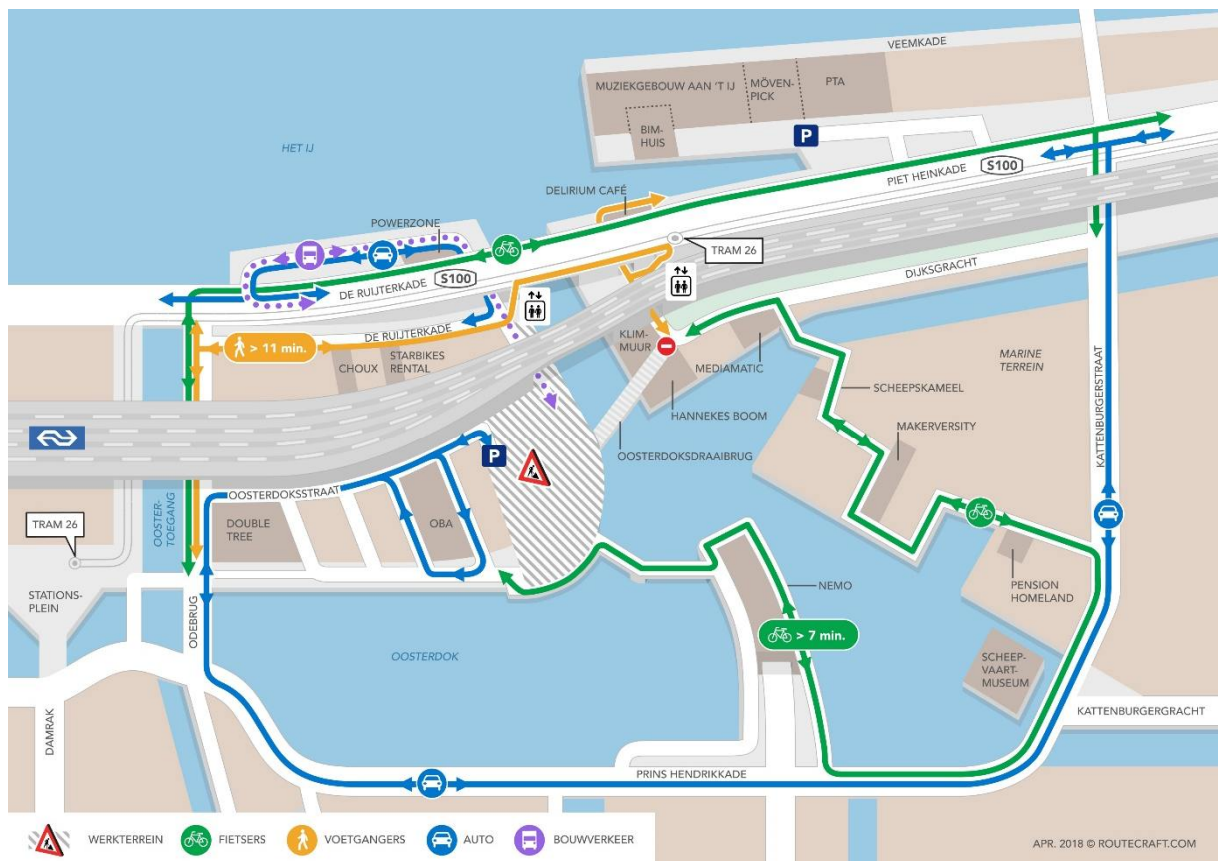 VEEMKADE
MUZIEKGEBOUW AAN 'T IJ
MÖVEN-
PICK
PTA
BIM-
HUIS
P
HET IJ
PIET HEINKADE
S100
DELIRIUM CAFÉ
POWERZONE
TRAM 26
DE RUIJTERKADE
S100
DIJKSGRACHT
DE RUIJTERKADE
> 11 min.
CHOUX
STARBIKES
RENTAL
KLIM-
MUUR
MEDIAMATIC
HANNEKES BOOM
MARINE
TERREIN
SCHEEPSKAMEEL
MAKERVERSITY
KATTENBURGERSTRAAT
OOSTERDOKSDRAAIBRUG
P
OOSTERDOKSSTRAAT
OOSTER-
TOEGANG
TRAM 26
DOUBLE
TREE
OBA
STATIONS-
PLEIN
ODEBRUG
NEMO
PENSION
HOMELAND
> 7 min.
OOSTERDOK
SCHEEP-
VAART-
MUSEUM
KATTENBURGERGRACHT
DAMRAK
PRINS HENDRIKKADE
WERKTERREIN
FIETSERS
VOETGANGERS
AUTO
BOUWVERKEER
APR. 2018 © ROUTECRAFT.COM